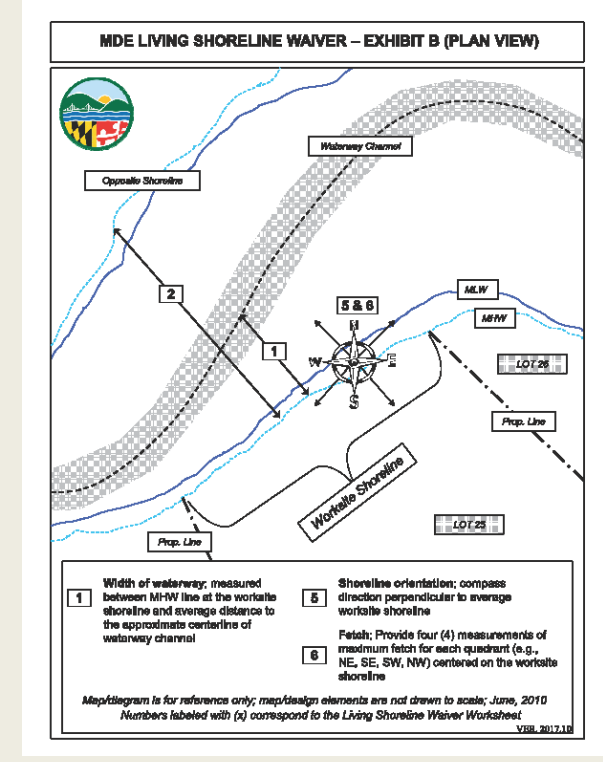 MDE LIVING SHORELINE WAIVER – EXHIBIT B (PLAN VIEW)
Waterway Channel
Opposite Shoreline
2
5 & 6
MLW
MHW
N
1
W
E
S
LOT 26
Prop. Line
Worksite Shoreline
LOT 25
Prop. Line
1
Width of waterway; measured
between MHW line at the worksite
shoreline and average distance to
the approximate centerline of
waterway channel
5
Shoreline orientation; compass
direction perpendicular to average
worksite shoreline
6
Fetch; Provide four (4) measurements of
maximum fetch for each quadrant (e.g.,
NE, SE, SW, NW) centered on the worksite
shoreline
Map/diagram is for reference only; map/design elements are not drawn to scale; June, 2010
Numbers labeled with (x) correspond to the Living Shoreline Waiver Worksheet
VER. 2017.10